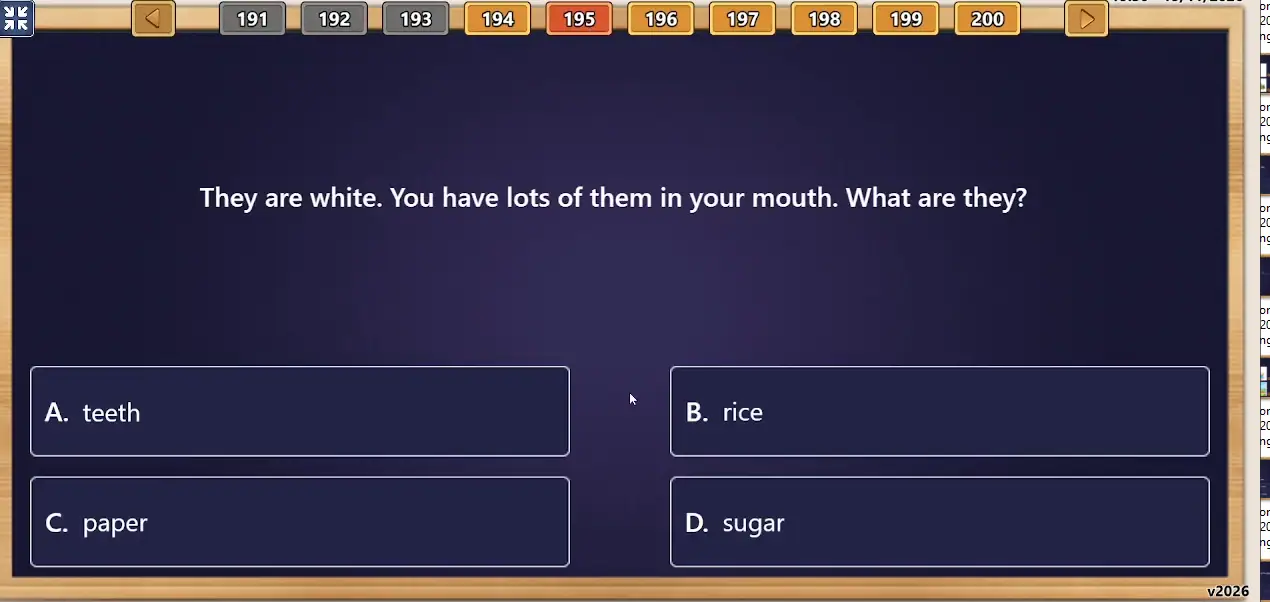 191 192 193 194 195 196 197 198 199 200
They are white. You have lots of them in your mouth. What are they?
A. teeth
B. rice
C. paper
D. sugar
v2026